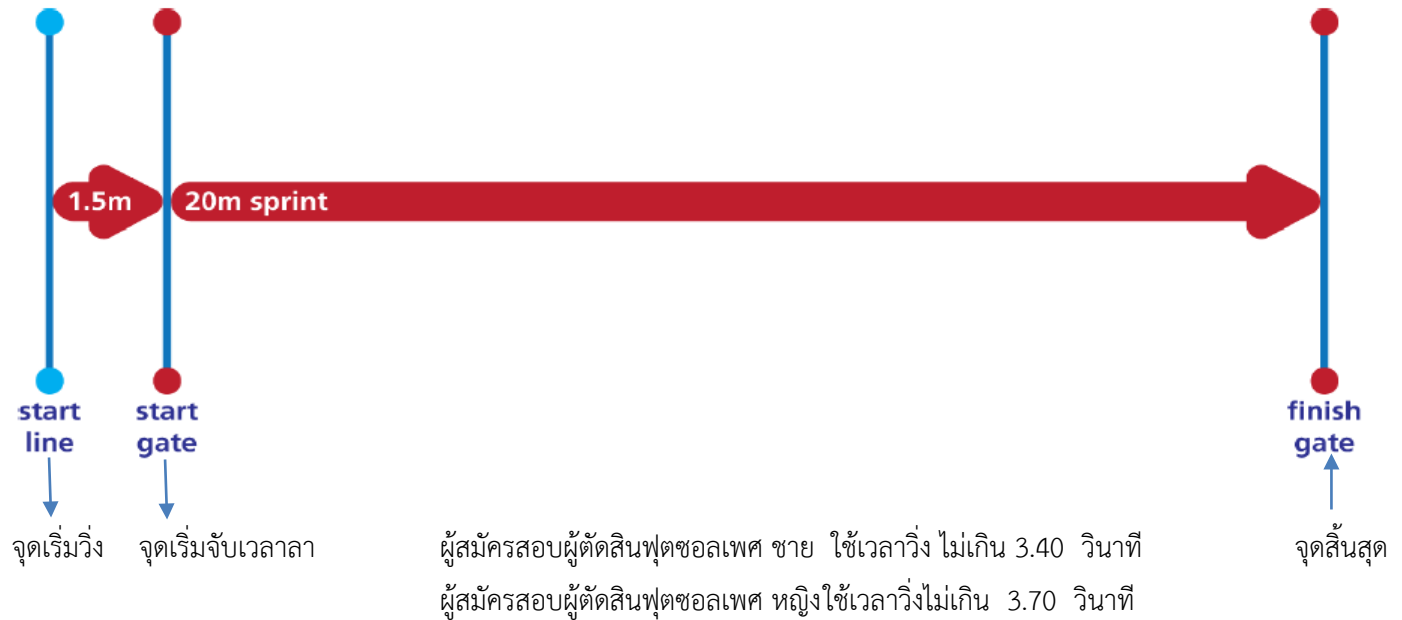 1.5m 20m sprint
start line
start gate
finish gate
จุดเริ่มวิ่ง จุดเริ่มจับเวลาลา ผู้สมัครสอบผู้ตัดสินฟุตซอลเพศ ชาย ใช้เวลาวิ่ง ไม่เกิน 3.40 วินาที จุดสิ้นสุด
ผู้สมัครสอบผู้ตัดสินฟุตซอลเพศ หญิงใช้เวลาวิ่งไม่เกิน 3.70 วินาที